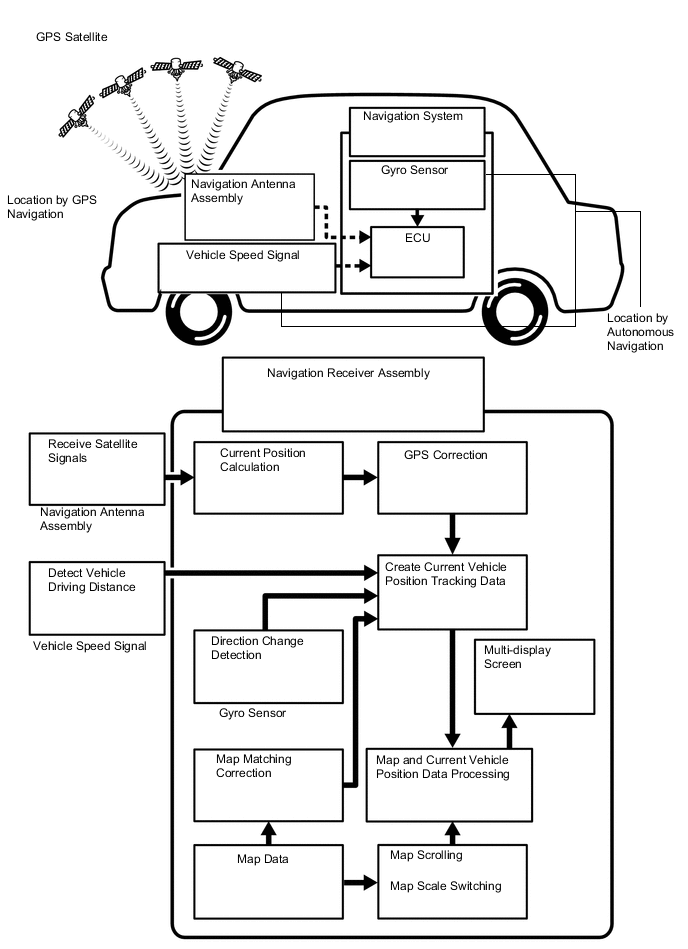 GPS Satellite
Navigation System
Gyro Sensor
Navigation Antenna
Assembly
Location by GPS
Navigation
ECU
Vehicle Speed Signal
Location by
Autonomous
Navigation
Navigation Receiver Assembly
Receive Satellite
Signals
Current Position
Calculation
GPS Correction
Navigation Antenna
Assembly
Detect Vehicle
Driving Distance
Create Current Vehicle
Position Tracking Data
Vehicle Speed Signal
Direction Change
Detection
Multi-display
Screen
Gyro Sensor
Map Matching
Correction
Map and Current Vehicle
Position Data Processing
Map Data
Map Scrolling
Map Scale Switching